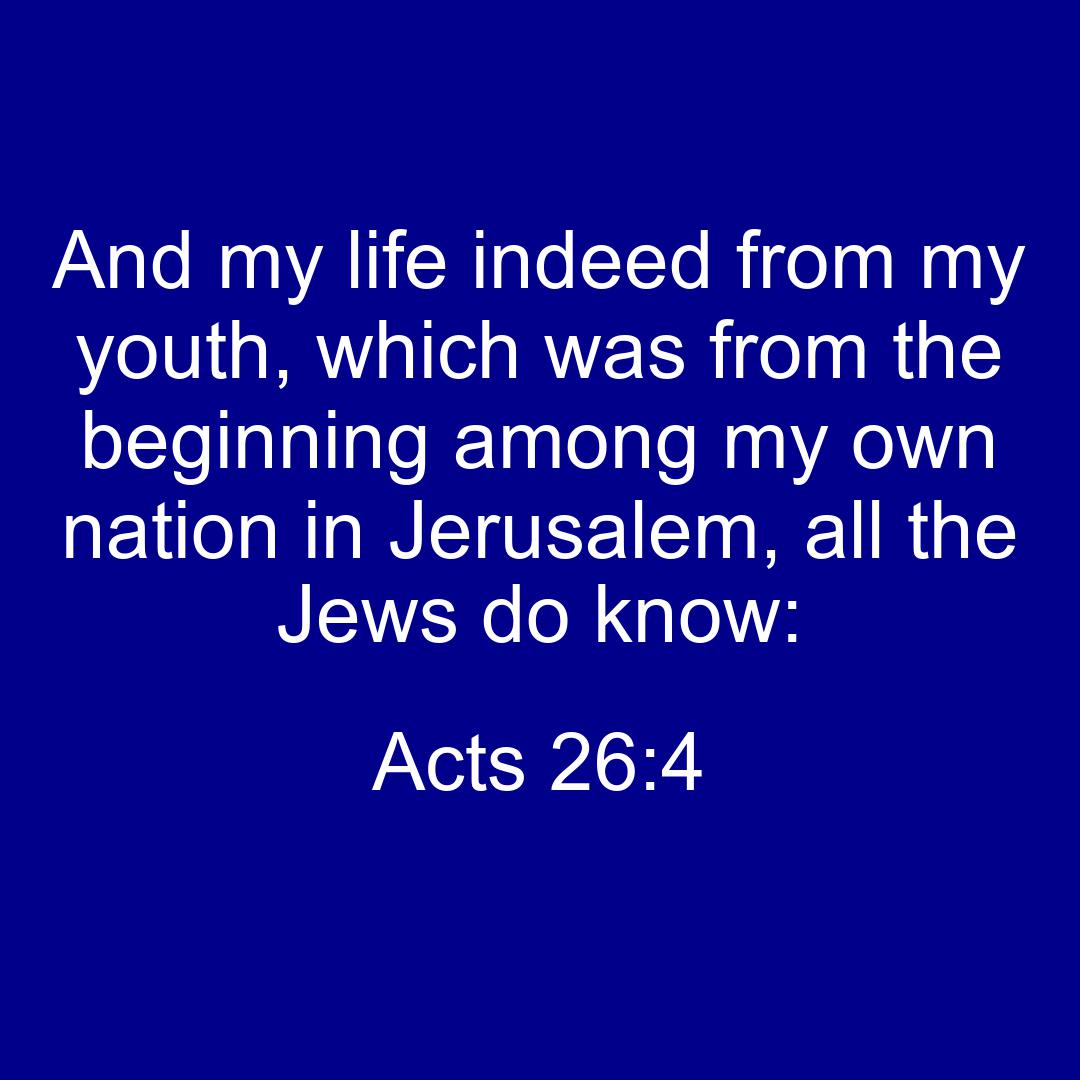 And my life indeed from my
youth, which was from the
beginning among my own
nation in Jerusalem, all the
Jews do know:
Acts 26:4